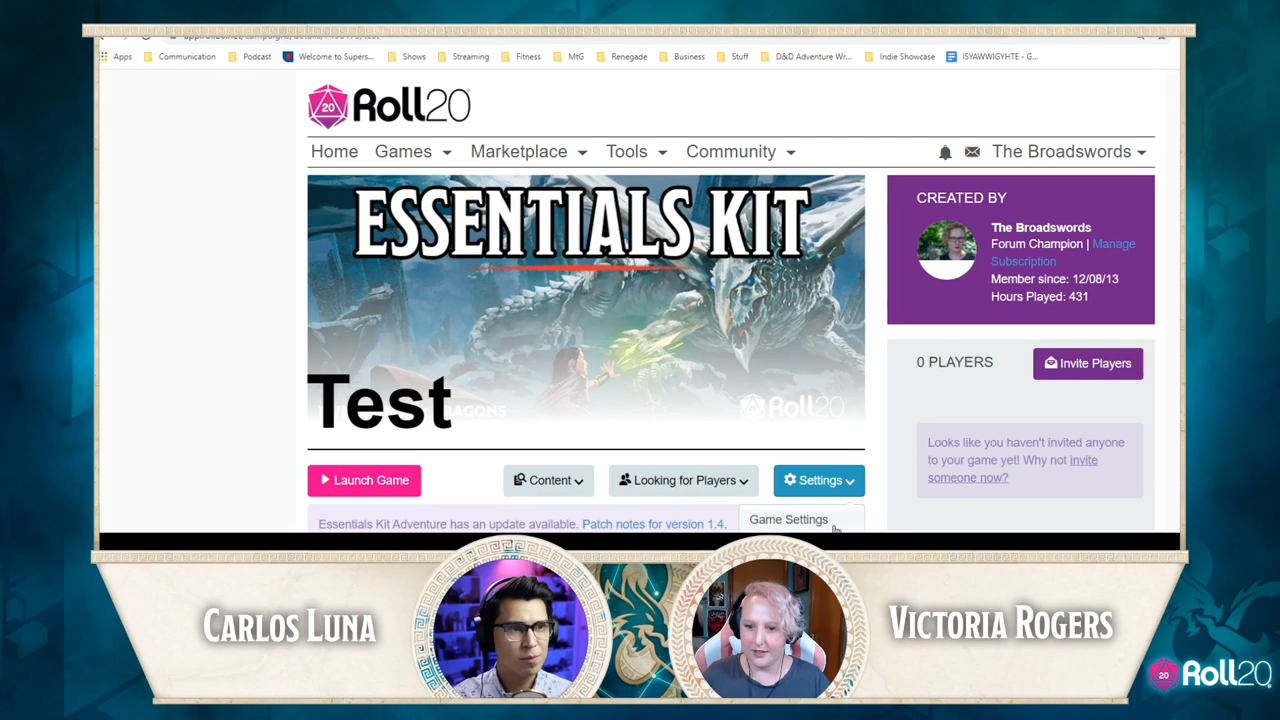 Apps Communication Podcast Welcome to Supers... Shows Streaming Fitness MtG Renegade Business Stuff D&D Adventure Wr... Indie Showcase ISYAWWIGYHTE - G...
20 Roll20
Home Games Marketplace Tools Community The Broadswords
ESSENTIALS KIT
CREATED BY
The Broadswords
Forum Champion | Manage
Subscription
Member since: 12/08/13
Hours Played: 431
0 PLAYERS Invite Players
Test
Roll20
Looks like you haven't invited anyone
to your game yet! Why not invite
someone now?
Launch Game Content Looking for Players Settings
Essentials Kit Adventure has an update available. Patch notes for version 1.4.
Game Settings
CARLOS LUNA
VICTORIA ROGERS
20 Roll20